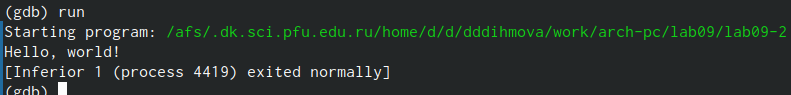 (gdb) run
Starting program: /afs/.dk.sci.pfu.edu.ru/home/d/d/dddihmova/work/arch-pc/lab09/lab09-2
Hello, world!
[Inferior 1 (process 4419) exited normally]
(gdb)